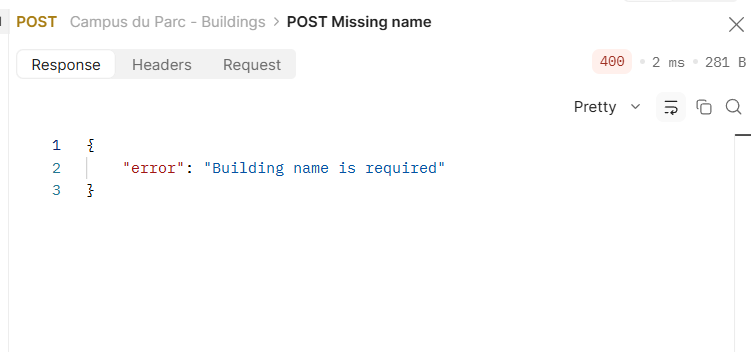 POST Campus du Parc - Buildings > POST Missing name
Response Headers Request 400 • 2 ms • 281 B
Pretty
1 {
2 "error": "Building name is required"
3 }